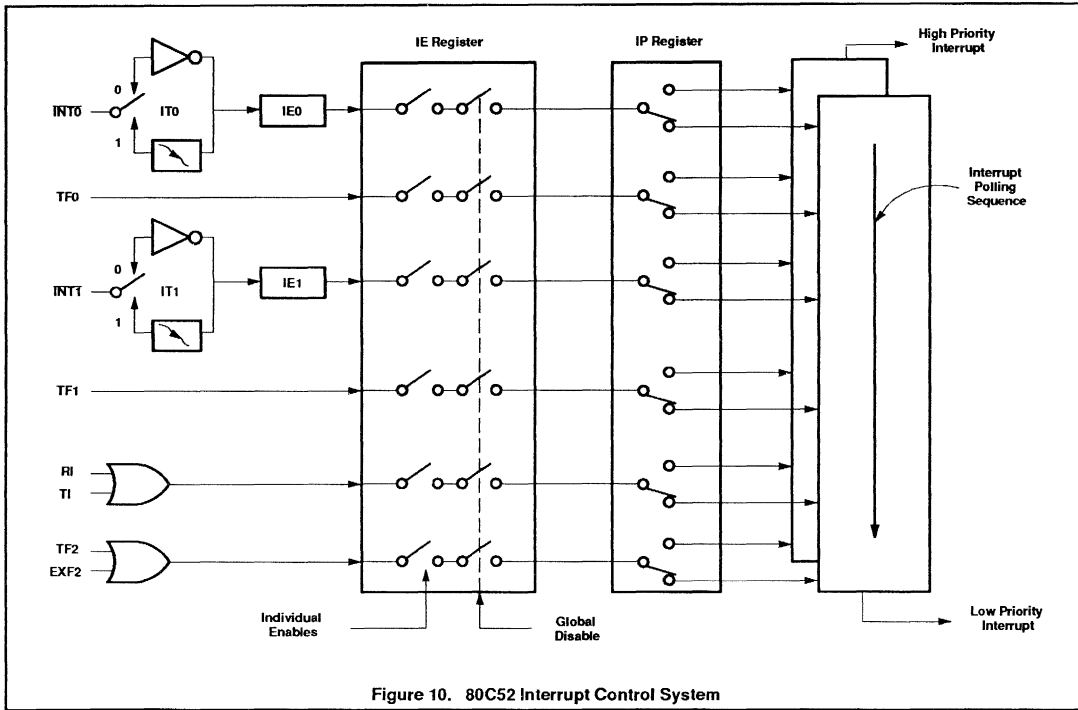 IE Register
IP Register
High Priority
Interrupt
INT0
0
IT0
1
IE0
TF0
Interrupt
Polling
Sequence
INT1
0
IT1
1
IE1
TF1
RI
TI
TF2
EXF2
Individual
Enables
Global
Disable
Low Priority
Interrupt
Figure 10. 80C52 Interrupt Control System